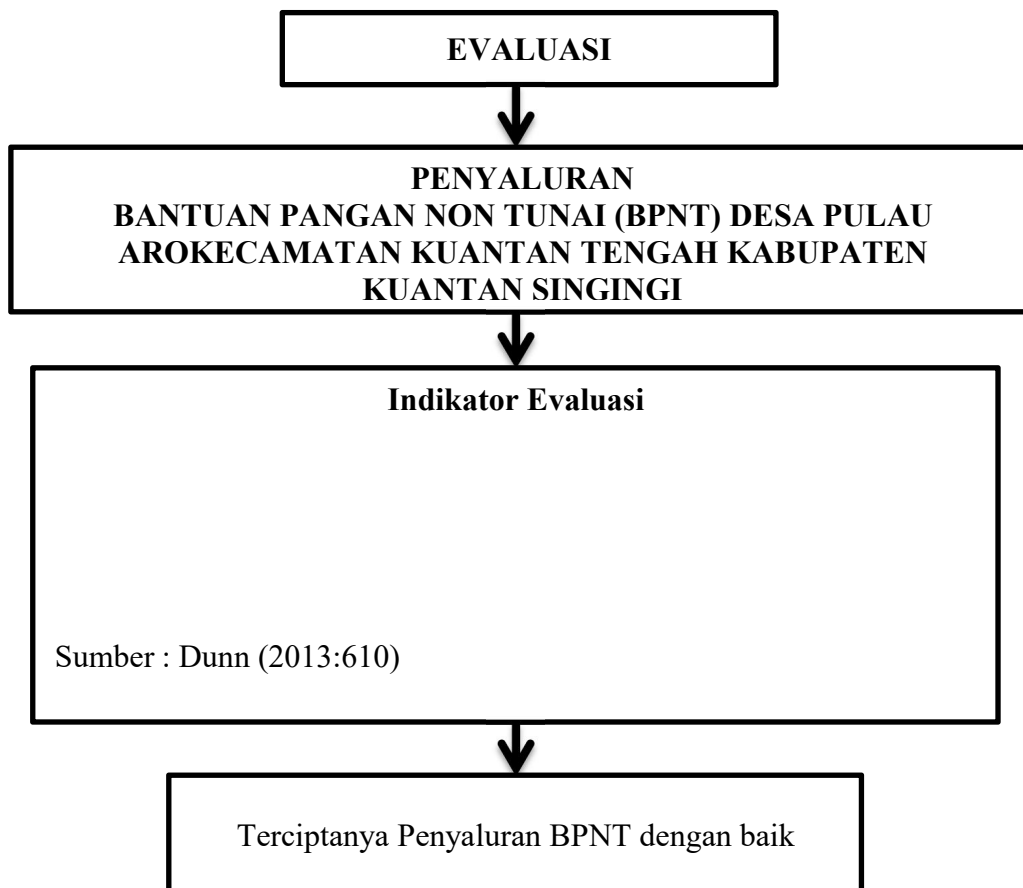 EVALUASI
PENYALURAN
BANTUAN PANGAN NON TUNAI (BPNT) DESA PULAU
AROKECAMATAN KUANTAN TENGAH KABUPATEN
KUANTAN SINGINGI
Indikator Evaluasi
Sumber : Dunn (2013:610)
Terciptanya Penyaluran BPNT dengan baik